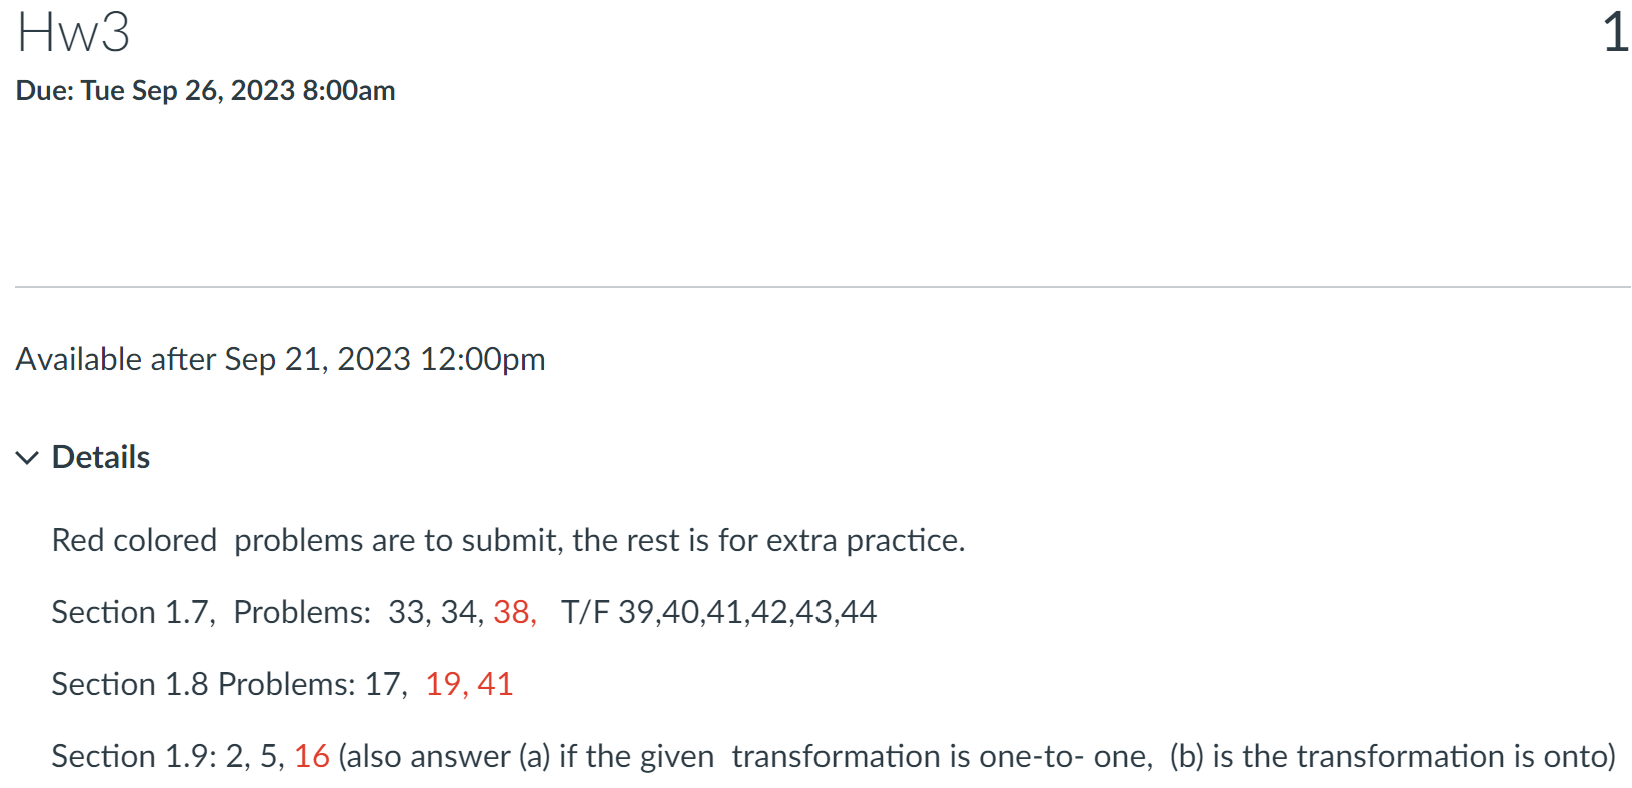 Hw3
1
Due: Tue Sep 26, 2023 8:00am
Available after Sep 21, 2023 12:00pm
Details
Red colored problems are to submit, the rest is for extra practice.
Section 1.7, Problems: 33, 34, 38, T/F 39,40,41,42,43,44
Section 1.8 Problems: 17, 19, 41
Section 1.9: 2, 5, 16 (also answer (a) if the given transformation is one-to- one, (b) is the transformation is onto)